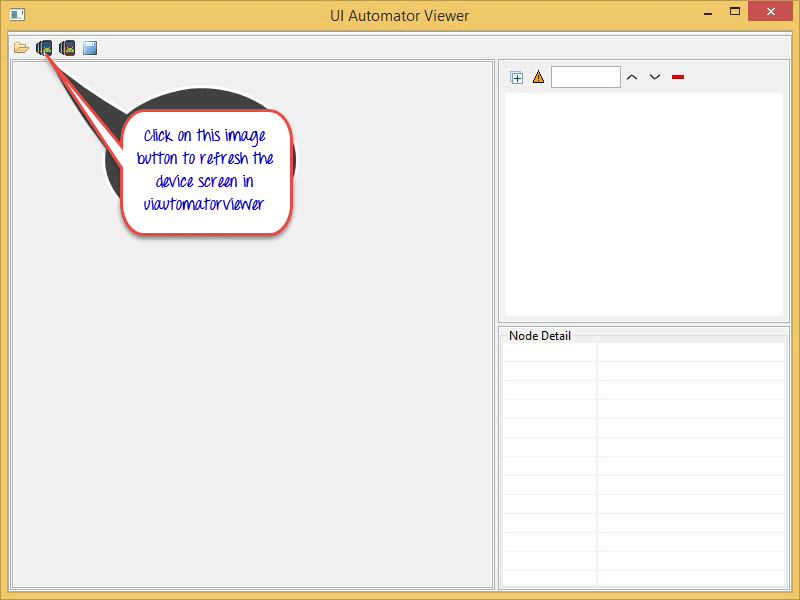 UI Automator Viewer
Click on this image
button to refresh the
device screen in
uiautomatorviewer
Node Detail